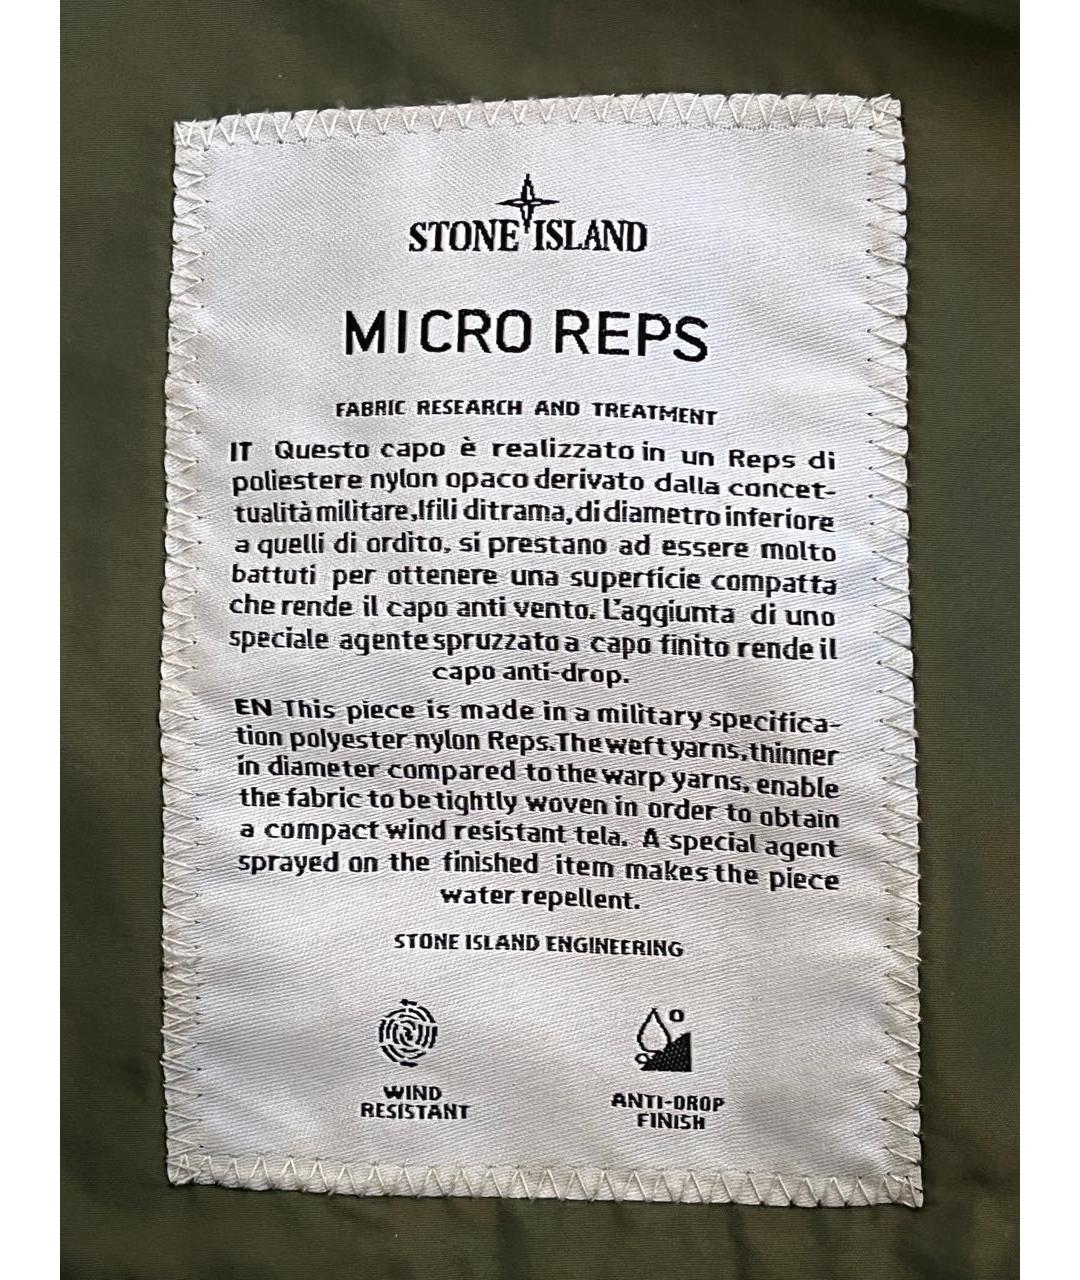 STONE ISLAND
MICRO REPS
FABRIC RESEARCH AND TREATMENT
IT Questo capo è realizzato in un Reps di
poliestere nylon opaco derivato dalla concet-
tualità militare,I fili di trama, di diametro inferiore
a quelli di ordito, si prestano ad essere molto
battuti per ottenere una superficie compatta
che rende il capo anti vento. L'aggiunta di uno
speciale agente spruzzato a capo finito rende il
capo anti-drop.
EN This piece is made in a military specifica-
tion polyester nylon Reps.The weft yarns, thinner
in diameter compared to the warp yarns, enable
the fabric to be tightly woven in order to obtain
a compact wind resistant tela. A special agent
sprayed on the finished item makes the piece
water repellent.
STONE ISLAND ENGINEERING
WIND
RESISTANT
ANTI-DROP
FINISH